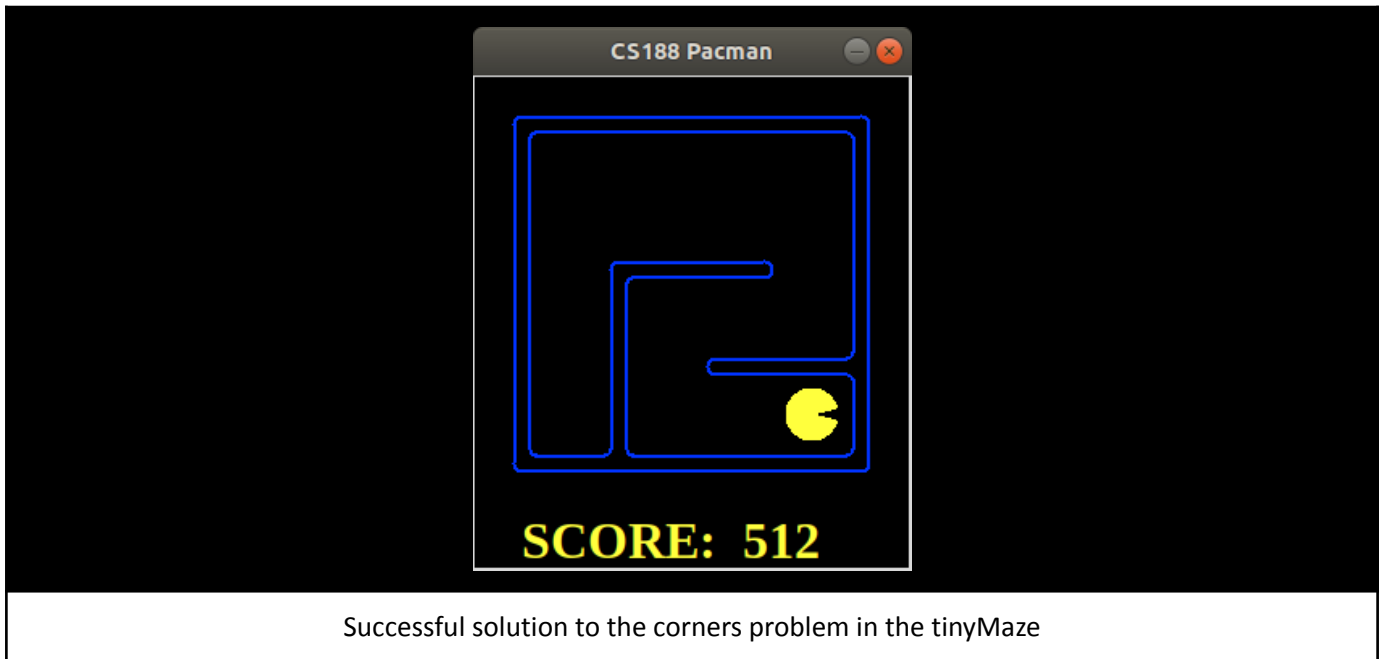 CS188 Pacman
SCORE: 512
Successful solution to the corners problem in the tinyMaze